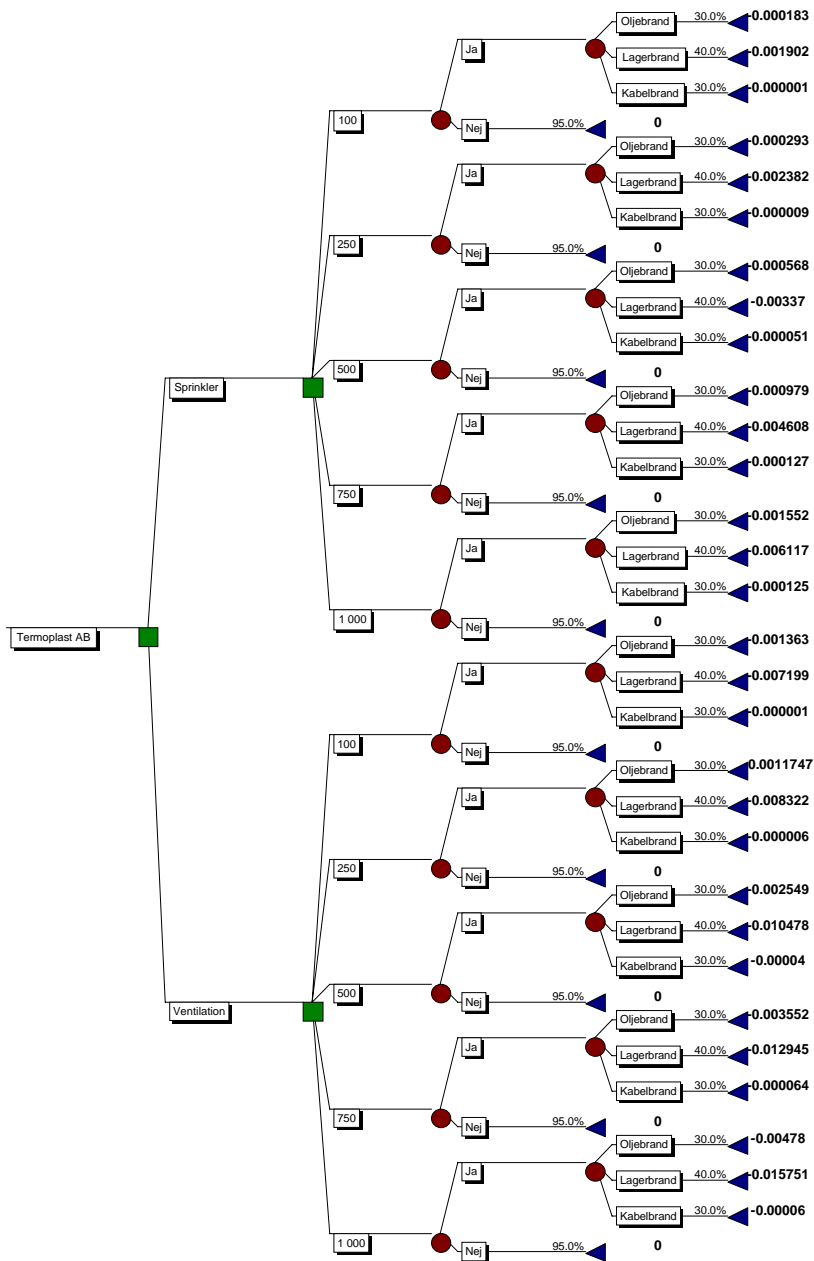 Oljebrand 30.0% -0.000183
Ja
Lagerbrand 40.0% -0.001902
Kabelbrand 30.0% -0.000001
100
Nej 95.0% 0
Oljebrand 30.0% -0.000293
Ja
Lagerbrand 40.0% -0.002382
Kabelbrand 30.0% -0.000009
250
Nej 95.0% 0
Oljebrand 30.0% -0.000568
Ja
Lagerbrand 40.0% -0.00337
Kabelbrand 30.0% -0.000051
500
Nej 95.0% 0
Sprinkler
Oljebrand 30.0% -0.000979
Ja
Lagerbrand 40.0% -0.004608
Kabelbrand 30.0% -0.000127
750
Nej 95.0% 0
Oljebrand 30.0% -0.001552
Ja
Lagerbrand 40.0% -0.006117
Kabelbrand 30.0% -0.000125
1 000
Nej 95.0% 0
Termoplast AB
Oljebrand 30.0% -0.001363
Ja
Lagerbrand 40.0% -0.007199
Kabelbrand 30.0% -0.000001
100
Nej 95.0% 0
Oljebrand 30.0% 0.0011747
Ja
Lagerbrand 40.0% -0.008322
Kabelbrand 30.0% -0.000006
250
Nej 95.0% 0
Oljebrand 30.0% -0.002549
Ja
Lagerbrand 40.0% -0.010478
Kabelbrand 30.0% -0.00004
500
Nej 95.0% 0
Ventilation
Oljebrand 30.0% -0.003552
Ja
Lagerbrand 40.0% -0.012945
Kabelbrand 30.0% -0.000064
750
Nej 95.0% 0
Oljebrand 30.0% -0.00478
Ja
Lagerbrand 40.0% -0.015751
Kabelbrand 30.0% -0.00006
1 000
Nej 95.0% 0